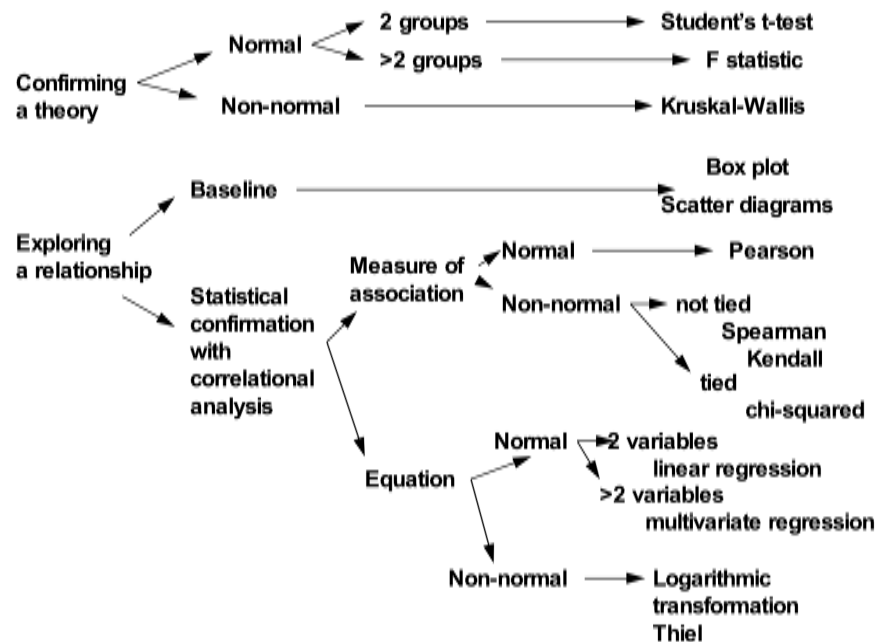 2 groups
Student's t-test
Normal
>2 groups
F statistic
Confirming
a theory
Non-normal
Kruskal-Wallis
Box plot
Baseline
Scatter diagrams
Exploring
a relationship
Measure of
association
Normal
Pearson
Statistical
confirmation
with
correlational
analysis
Non-normal
not tied
Spearman
Kendall
tied
chi-squared
Normal
2 variables
linear regression
Equation
>2 variables
multivariate regression
Non-normal
Logarithmic
transformation
Thiel